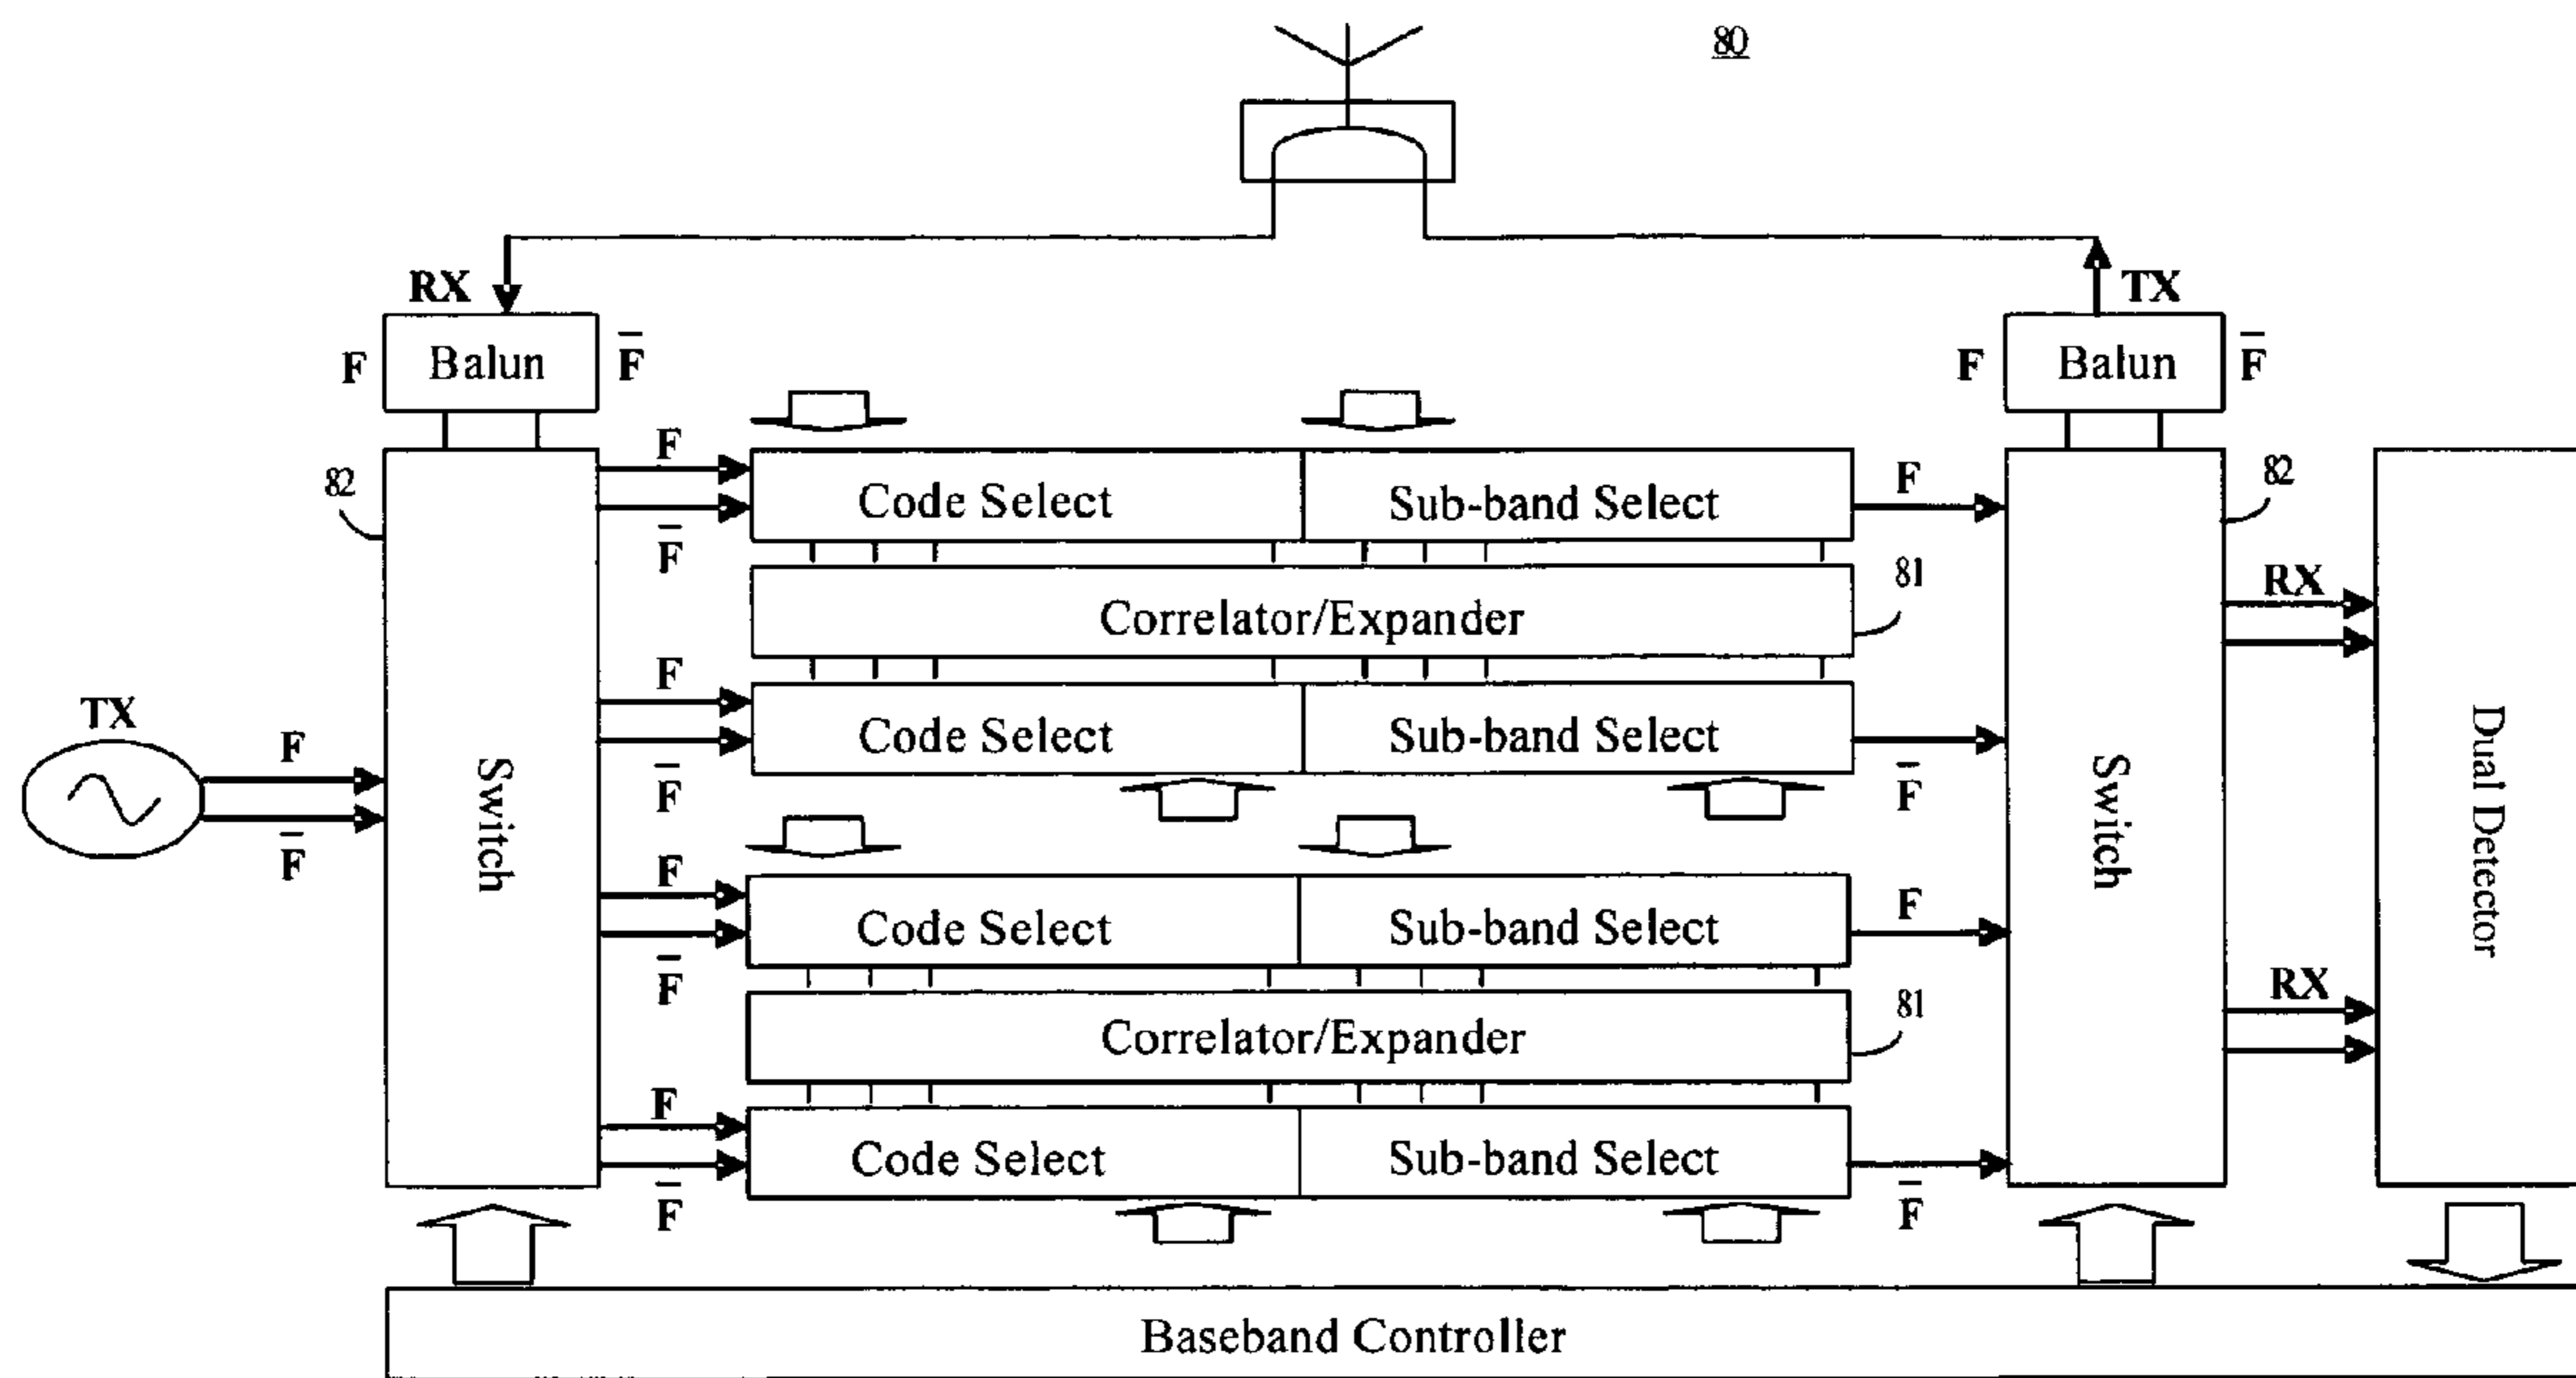 80
RX
TX
F
Balun
F̅
F
Balun
F̅
82
F
F̅
Code Select
Sub-band Select
F
82
81
Correlator/Expander
RX
TX
F
F̅
Switch
F
F̅
Code Select
Sub-band Select
F̅
Switch
Dual Detector
F
F̅
Code Select
Sub-band Select
F
Correlator/Expander
81
RX
F
F̅
Code Select
Sub-band Select
F̅
Baseband Controller